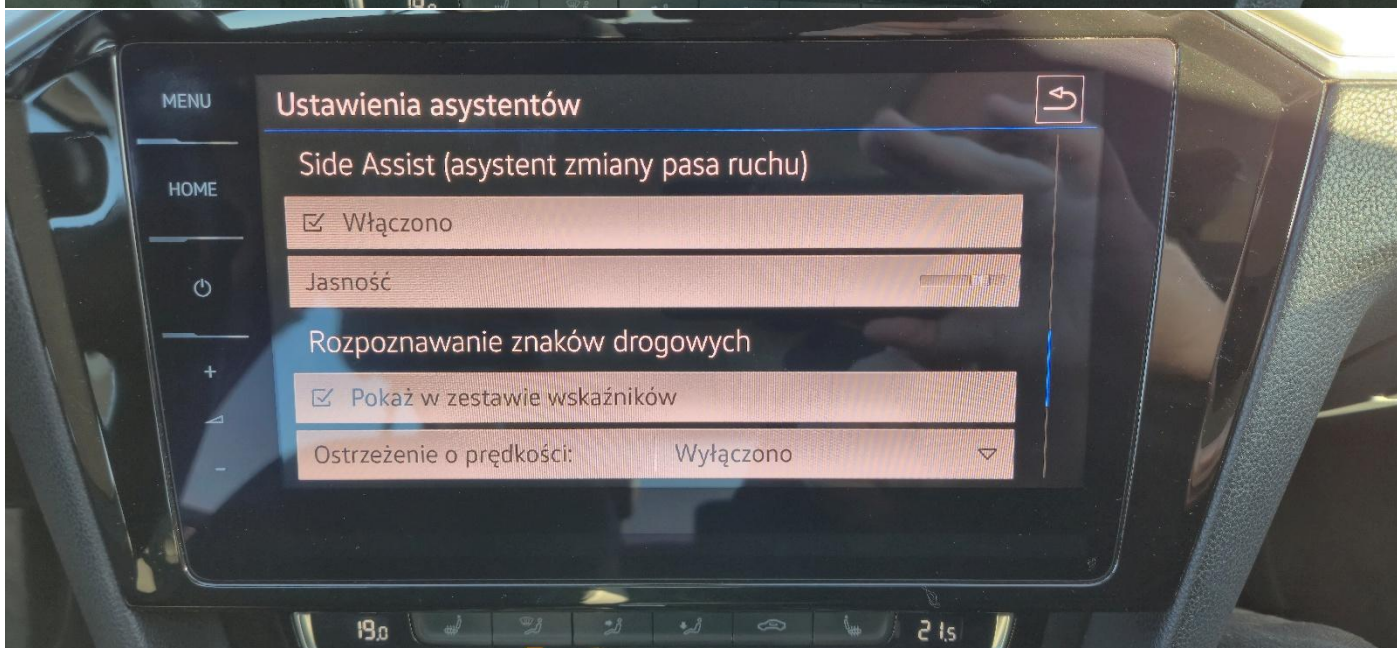 MENU
Ustawienia asystentów
HOME
Side Assist (asystent zmiany pasa ruchu)
Włączono
Jasność
Rozpoznawanie znaków drogowych
+
Pokaż w zestawie wskaźników
-
Ostrzeżenie o prędkości: Wyłączono
19.0 21.5